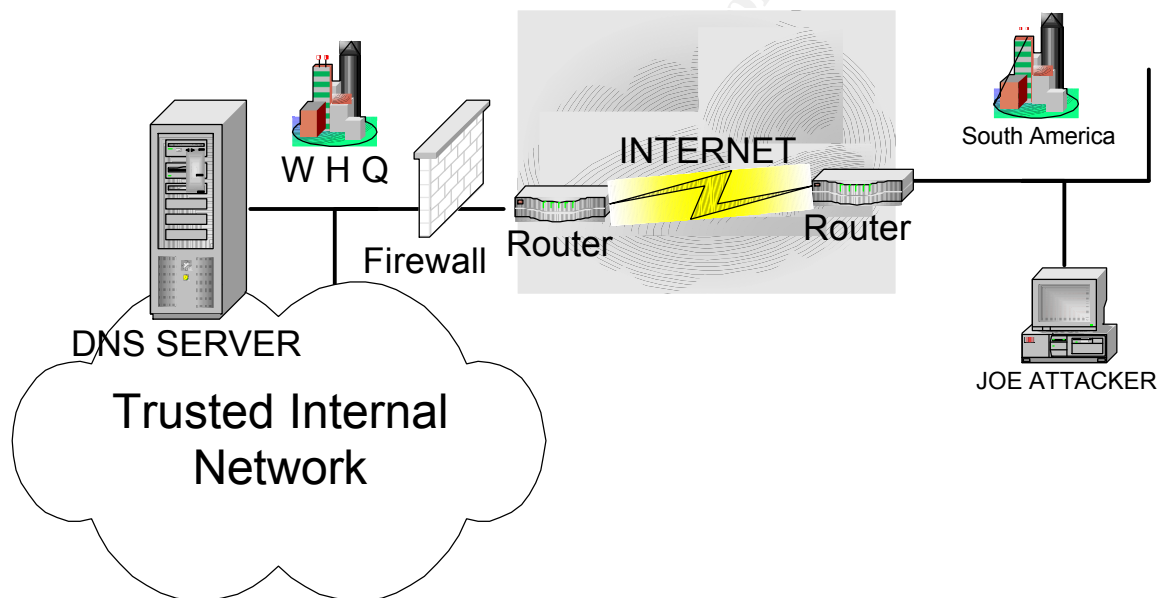 INTERNET
South America
W H Q
Firewall
Router
Router
DNS SERVER
JOE ATTACKER
Trusted Internal
Network